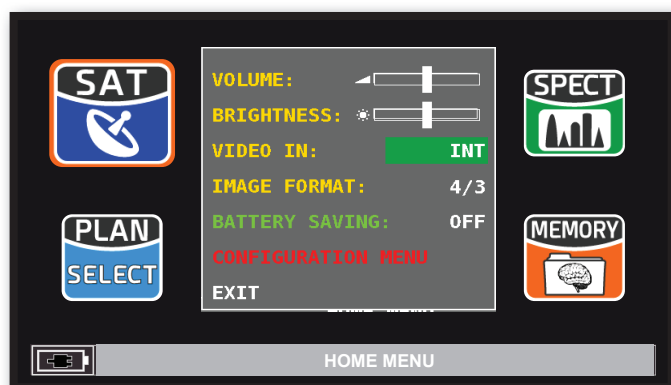 SAT
VOLUME:
BRIGHTNESS:
VIDEO IN: INT
IMAGE FORMAT: 4/3
BATTERY SAVING: OFF
CONFIGURATION MENU
EXIT
SPECT
PLAN
SELECT
MEMORY
HOME MENU